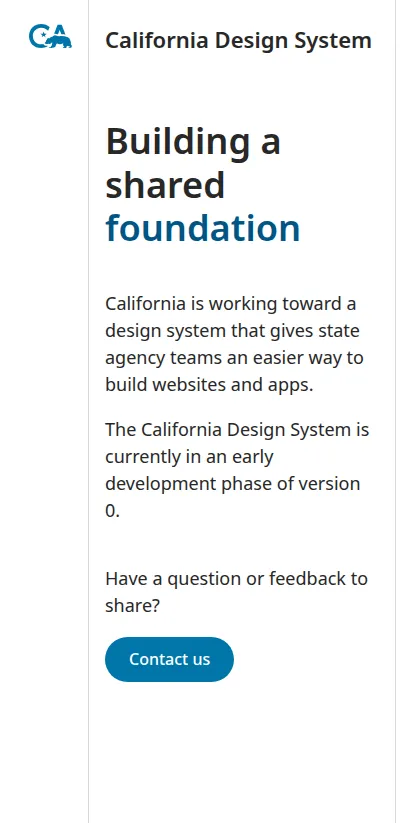 CA
California Design System
Building a
shared
foundation
California is working toward a
design system that gives state
agency teams an easier way to
build websites and apps.
The California Design System is
currently in an early
development phase of version
0.
Have a question or feedback to
share?
Contact us